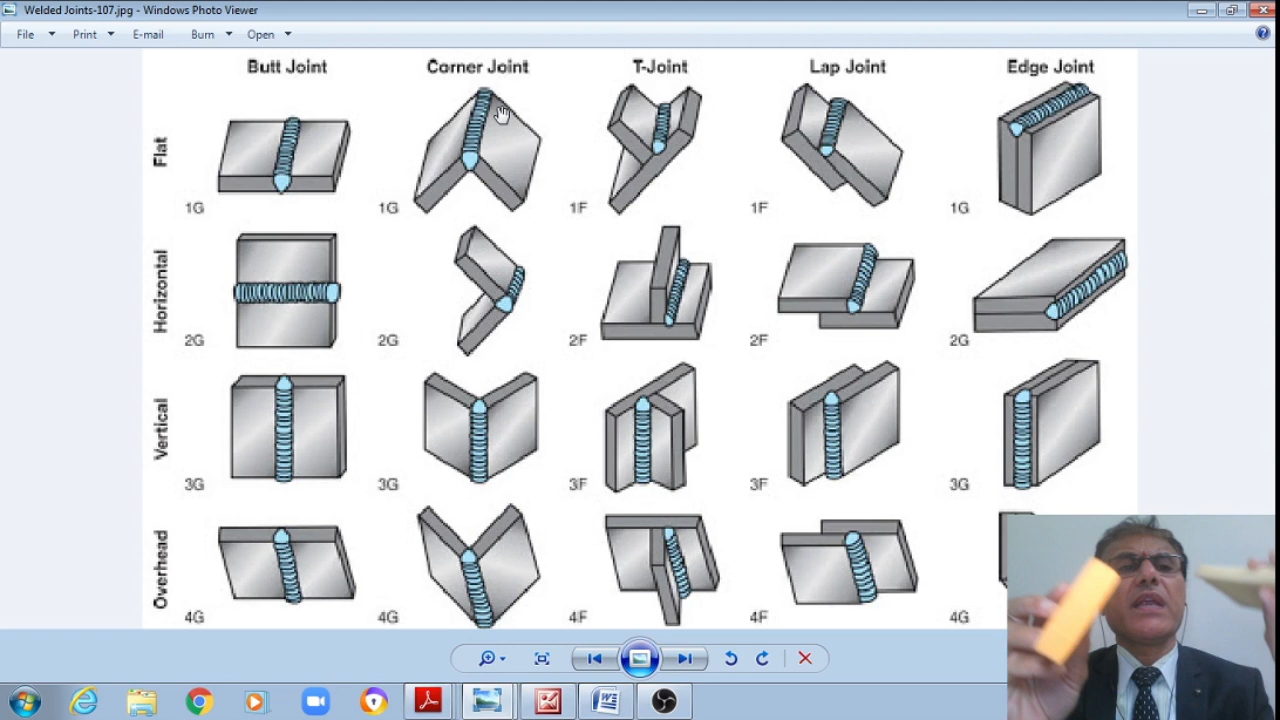 Welded Joints-107.jpg - Windows Photo Viewer
File Print E-mail Burn Open
Butt Joint Corner Joint T-Joint Lap Joint Edge Joint
Flat
1G 1G 1F 1F 1G
Horizontal
2G 2G 2F 2F 2G
Vertical
3G 3G 3F 3F 3G
Overhead
4G 4G 4F 4F 4G